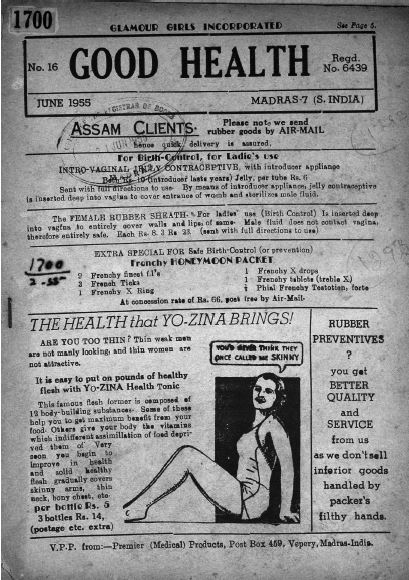 1700
GLAMOUR GIRLS INCORPORATED
See Page 5.
No. 16
GOOD HEALTH
Regd.
No. 6439
JUNE 1955
MADRAS-7 (S. INDIA)
ASSAM CLIENTS.
Please note we send
rubber goods by AIR-MAIL
hence quick delivery is assured.
For Birth-Control, for Ladie's use
INTRO-VAGINAL JELLY CONTRACEPTIVE, with introducer appliance
(introducer lasts years) Jelly, per tube Rs. 6
Sent with full directions to use. By means of introducer appliance, jelly contraceptive
is inserted deep into vagina to cover entrance of womb and sterilizes male fluid.
The FEMALE RUBBER SHEATH. For ladies' use (Birth Control) Is inserted deep
into vagina to entirely cover walls and lips of same. Male fluid does not contact vagina,
therefore entirely safe. Each Rs. 8. 3 Rs. 23. (sent with full directions to use)
EXTRA SPECIAL FOR Safe Birth-Control (or prevention)
Frenchy HONEYMOON PACKET
1700
2 Frenchy finest f.l's
3 French Ticks
1 Frenchy X Ring
1 Frenchy X drops
1 Frenchy tablets (treble X)
1 Phial Frenchy Testotion, forte
At concession rate of Rs. 66, post free by Air-Mail.
THE HEALTH that YO-ZINA BRINGS!
ARE YOU TOO THIN? Thin weak men
are not manly looking, and thin women are
not attractive.
It is easy to put on pounds of healthy
flesh with YO-ZINA Health Tonic
This famous flesh former is composed of
12 body-building substances. Some of these
help you to get maximum benefit from your
food. Others give your body the vitamins
which indifferent assimillation of food depri-
ved them of. Very
soon you begin to
improve in health
and solid healthy
flesh gradually covers
skinny arms, thin
neck, bony chest, etc.
per bottle Rs. 5
3 bottles Rs. 14,
(postage etc. extra)
YOU'D NEVER THINK THEY
ONCE CALLED ME SKINNY
RUBBER
PREVENTIVES
?
you get
BETTER
QUALITY
and
SERVICE
from us
as we don't sell
inferior goods
handled by
packer's
filthy hands.
V.P.P. from:—Premier (Medical) Products, Post Box 459, Vepery, Madras-India.